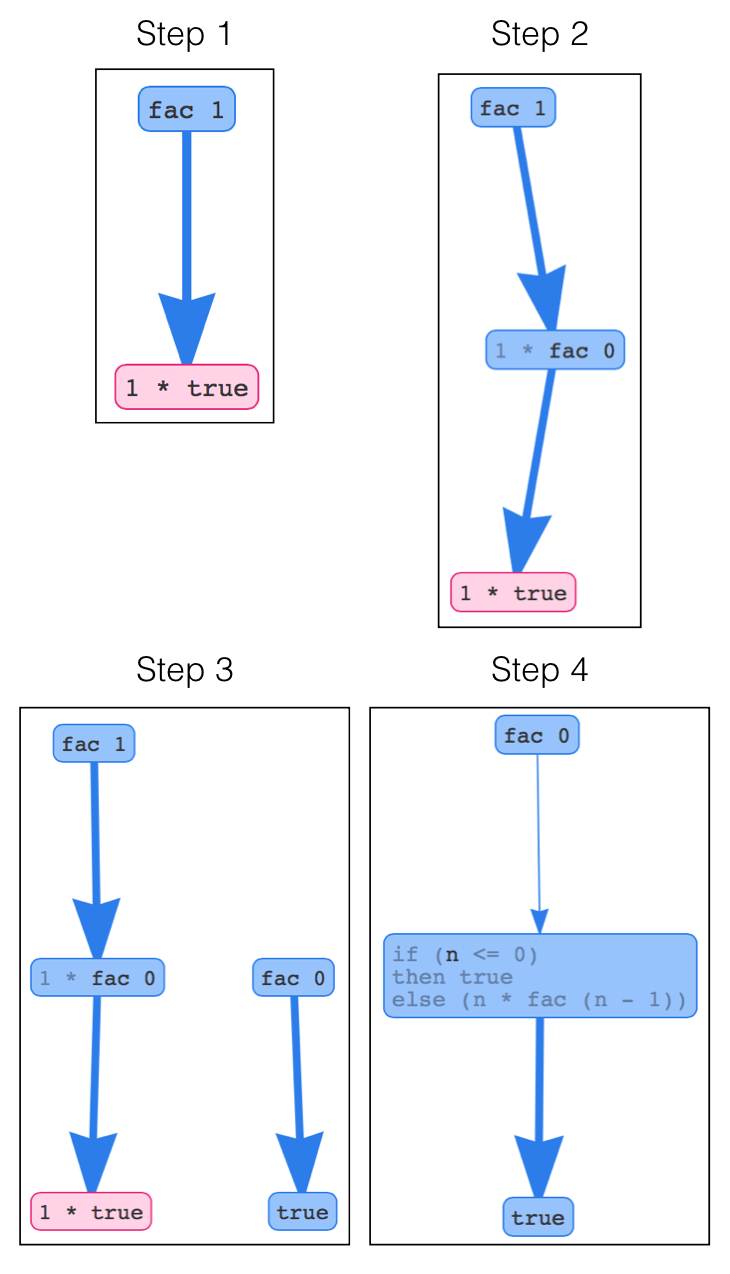 Step 1
fac 1
1 * true
Step 2
fac 1
1 * fac 0
1 * true
Step 3
fac 1
1 * fac 0
fac 0
1 * true
true
Step 4
fac 0
if (n <= 0)
then true
else (n * fac (n - 1))
true